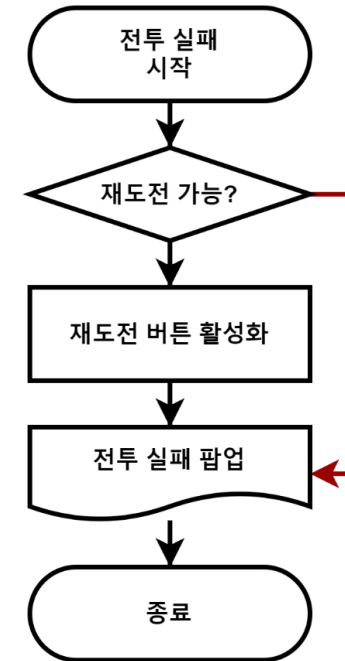 전투 실패
시작
재도전 가능?
재도전 버튼 활성화
전투 실패 팝업
종료